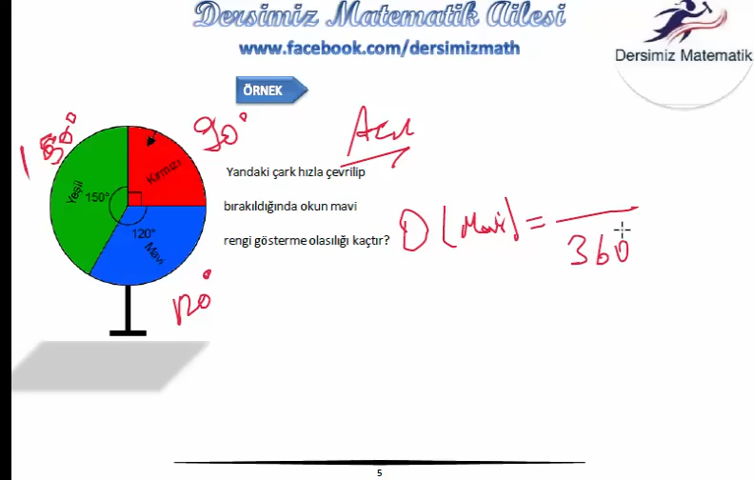 Dersimiz Matematik Ailesi
www.facebook.com/dersimizmath
Dersimiz Matematik
ÖRNEK
Açı
150°
90°
Yeşil
150°
Kırmızı
120°
Mavi
120°
Yandaki çark hızla çevrilip
bırakıldığında okun mavi
rengi gösterme olasılığı kaçtır?
O(Mavi) =
360
5